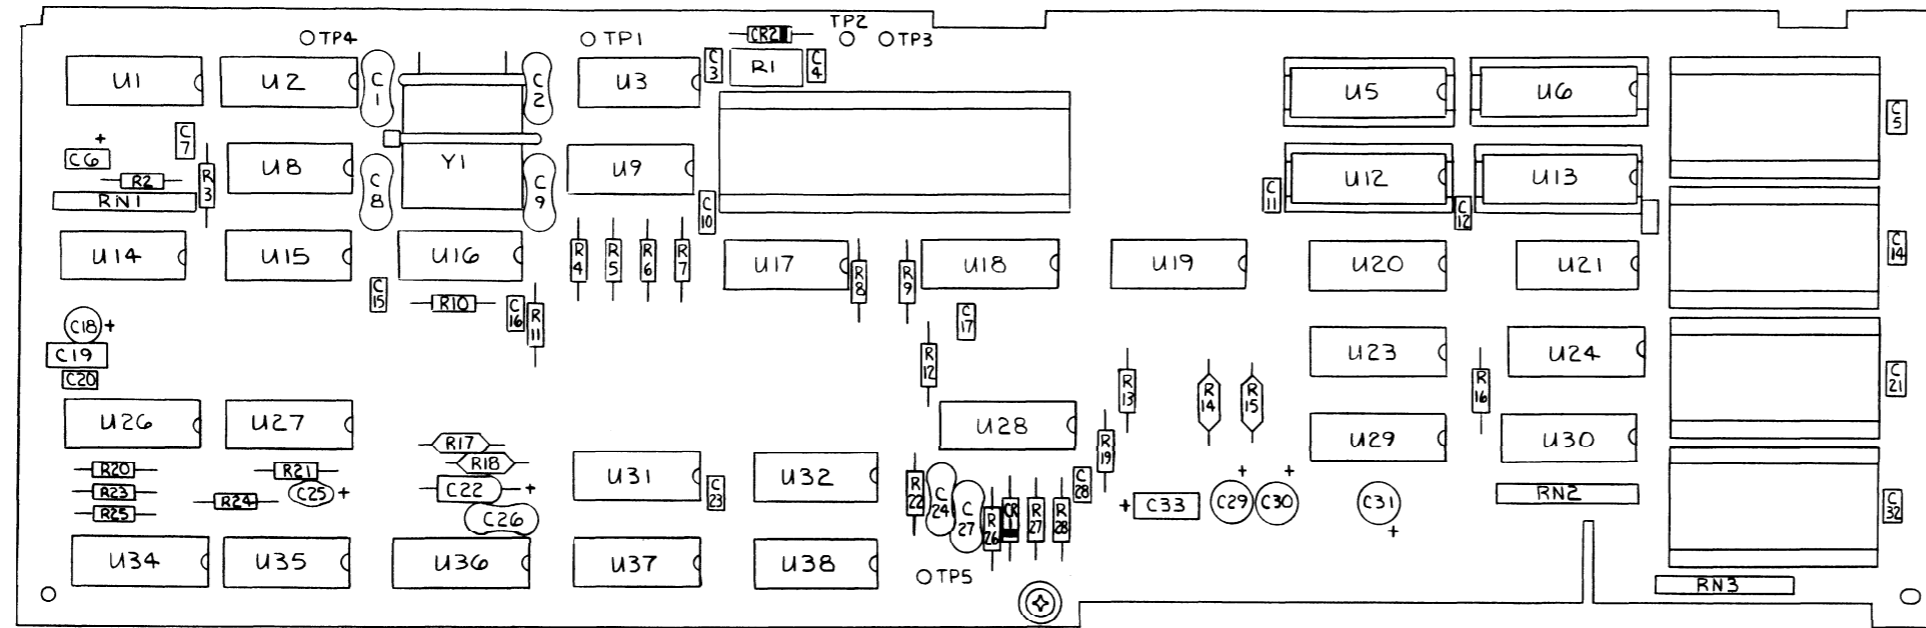 TP2
TP4
TP1
CR2
TP3
U1
U2
C1
C2
U3
C3
R1
C4
U5
U6
C5
C6
+
C7
R2
R3
RN1
U8
C8
Y1
C9
U9
C10
C11
U12
C12
U13
U14
U15
U16
R4
R5
R6
R7
U17
R8
R9
U18
U19
U20
U21
C14
C15
R10
C16
R11
C17
C18
+
C19
C20
R12
R13
R14
R15
U23
R16
U24
C21
U26
U27
R17
R18
U28
R19
U29
U30
R20
R21
R23
R24
R25
C25
+
C22
+
C26
U31
C23
U32
R22
C24
C27
R26
CR1
R27
R28
C28
+
C33
C29
+
C30
+
C31
+
RN2
C32
U34
U35
U36
U37
U38
TP5
RN3